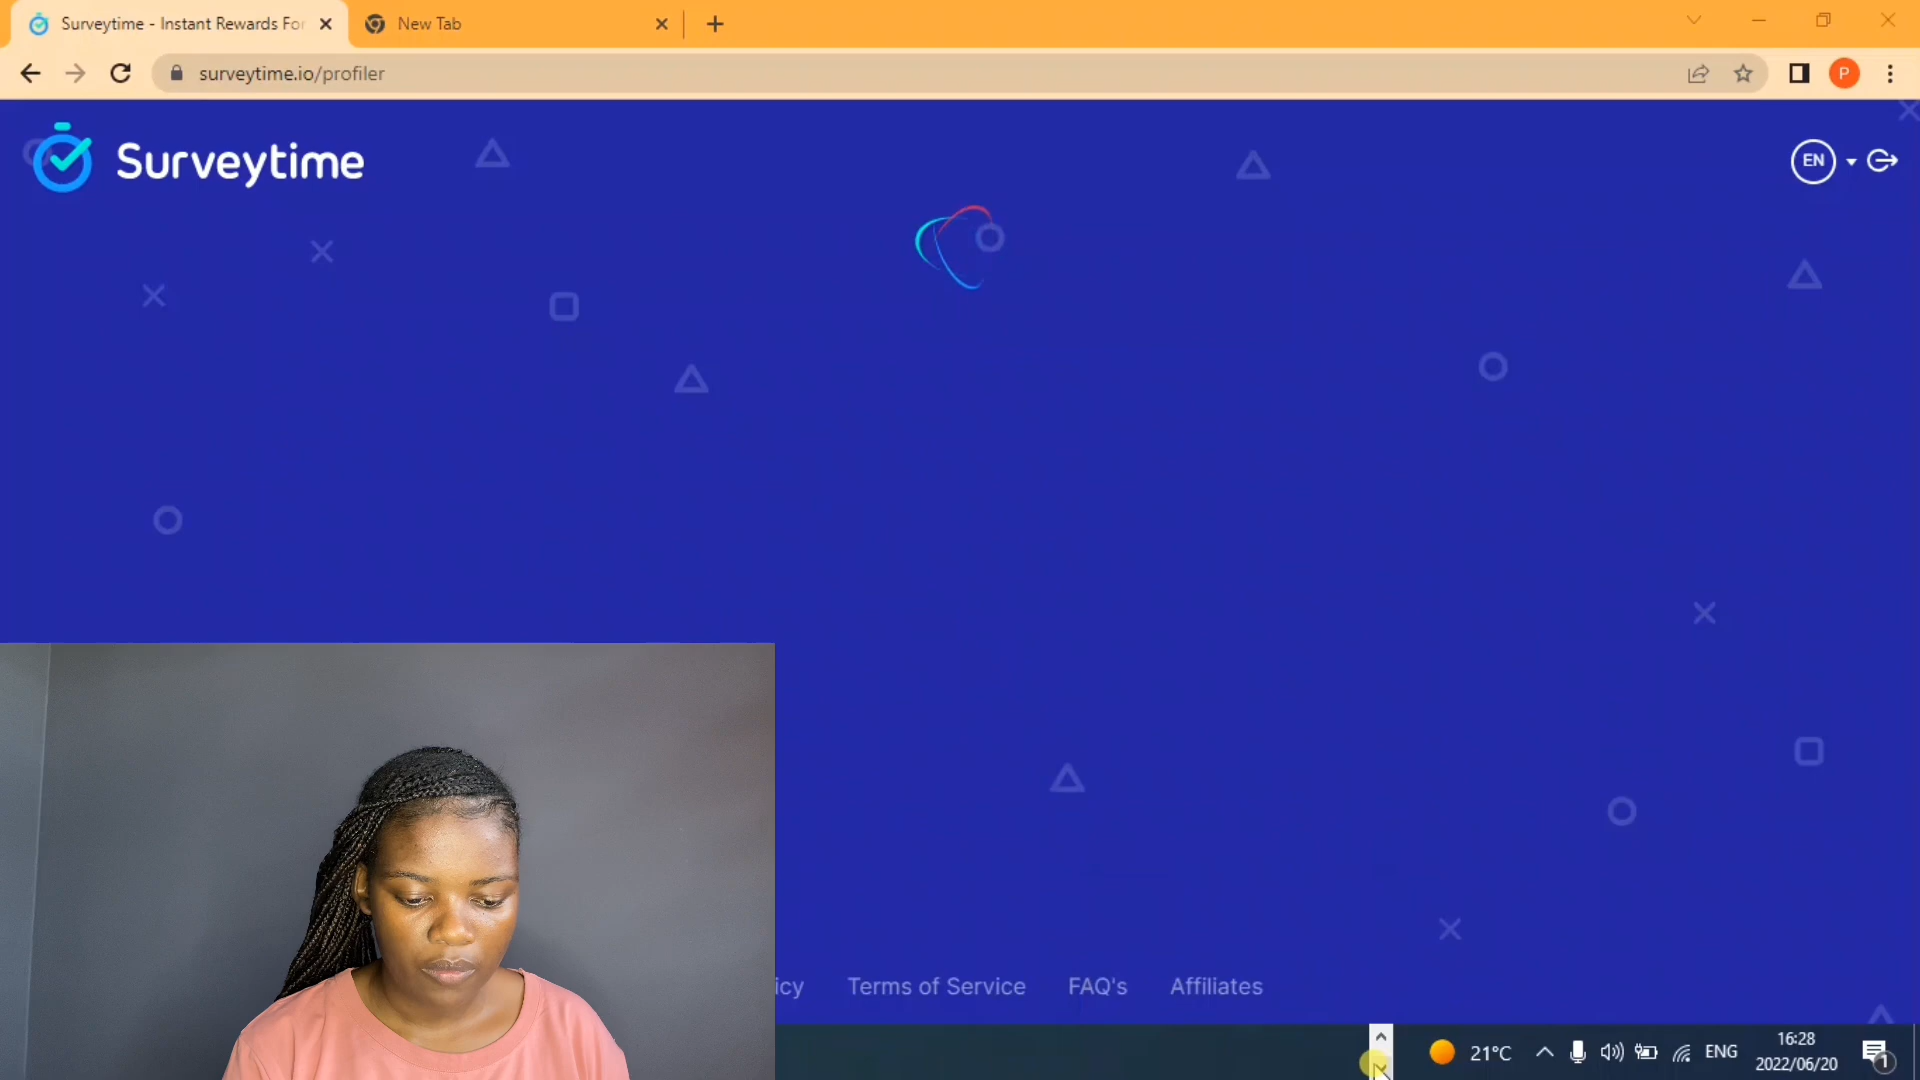 Surveytime - Instant Rewards For
New Tab
surveytime.io/profiler
P
Surveytime
EN
icy
Terms of Service
FAQ's
Affiliates
21°C
ENG
16:28
2022/06/20
1